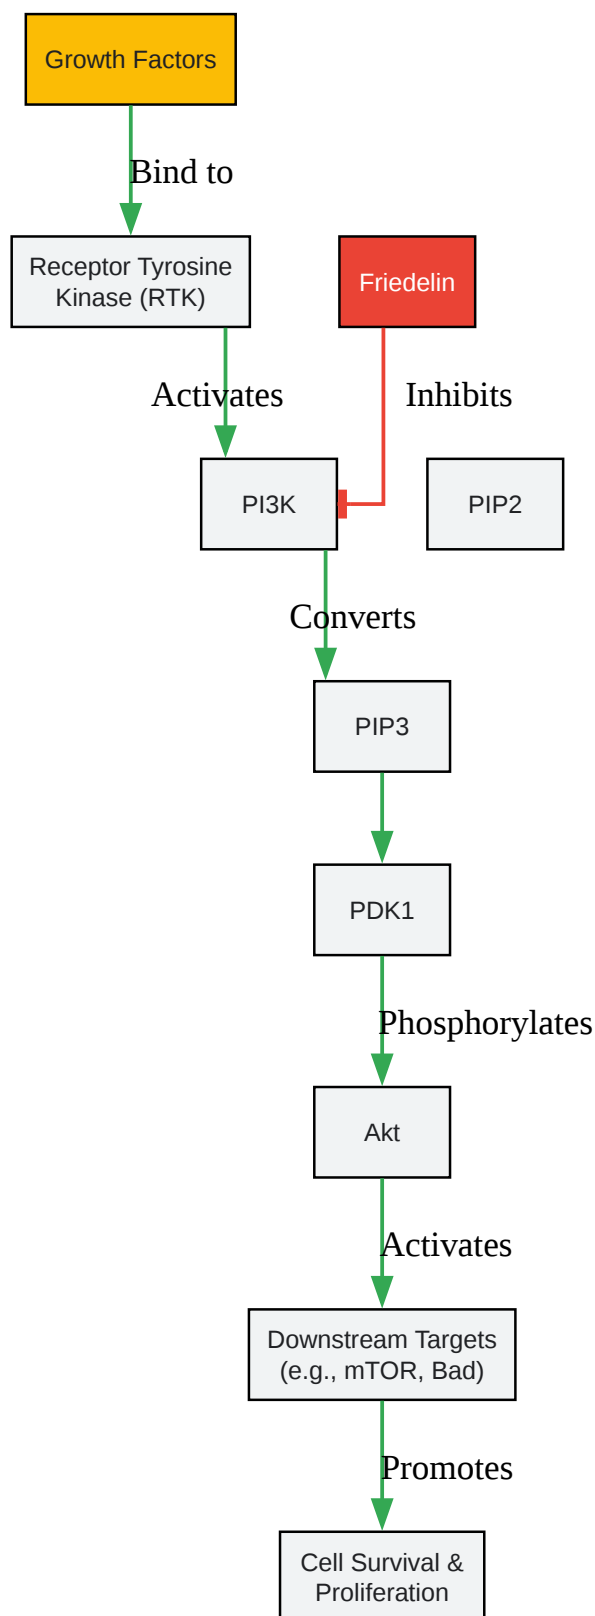 Growth Factors
Bind to
Receptor Tyrosine
Kinase (RTK)
Friedelin
Activates
Inhibits
PI3K
PIP2
Converts
PIP3
PDK1
Phosphorylates
Akt
Activates
Downstream Targets
(e.g., mTOR, Bad)
Promotes
Cell Survival &
Proliferation